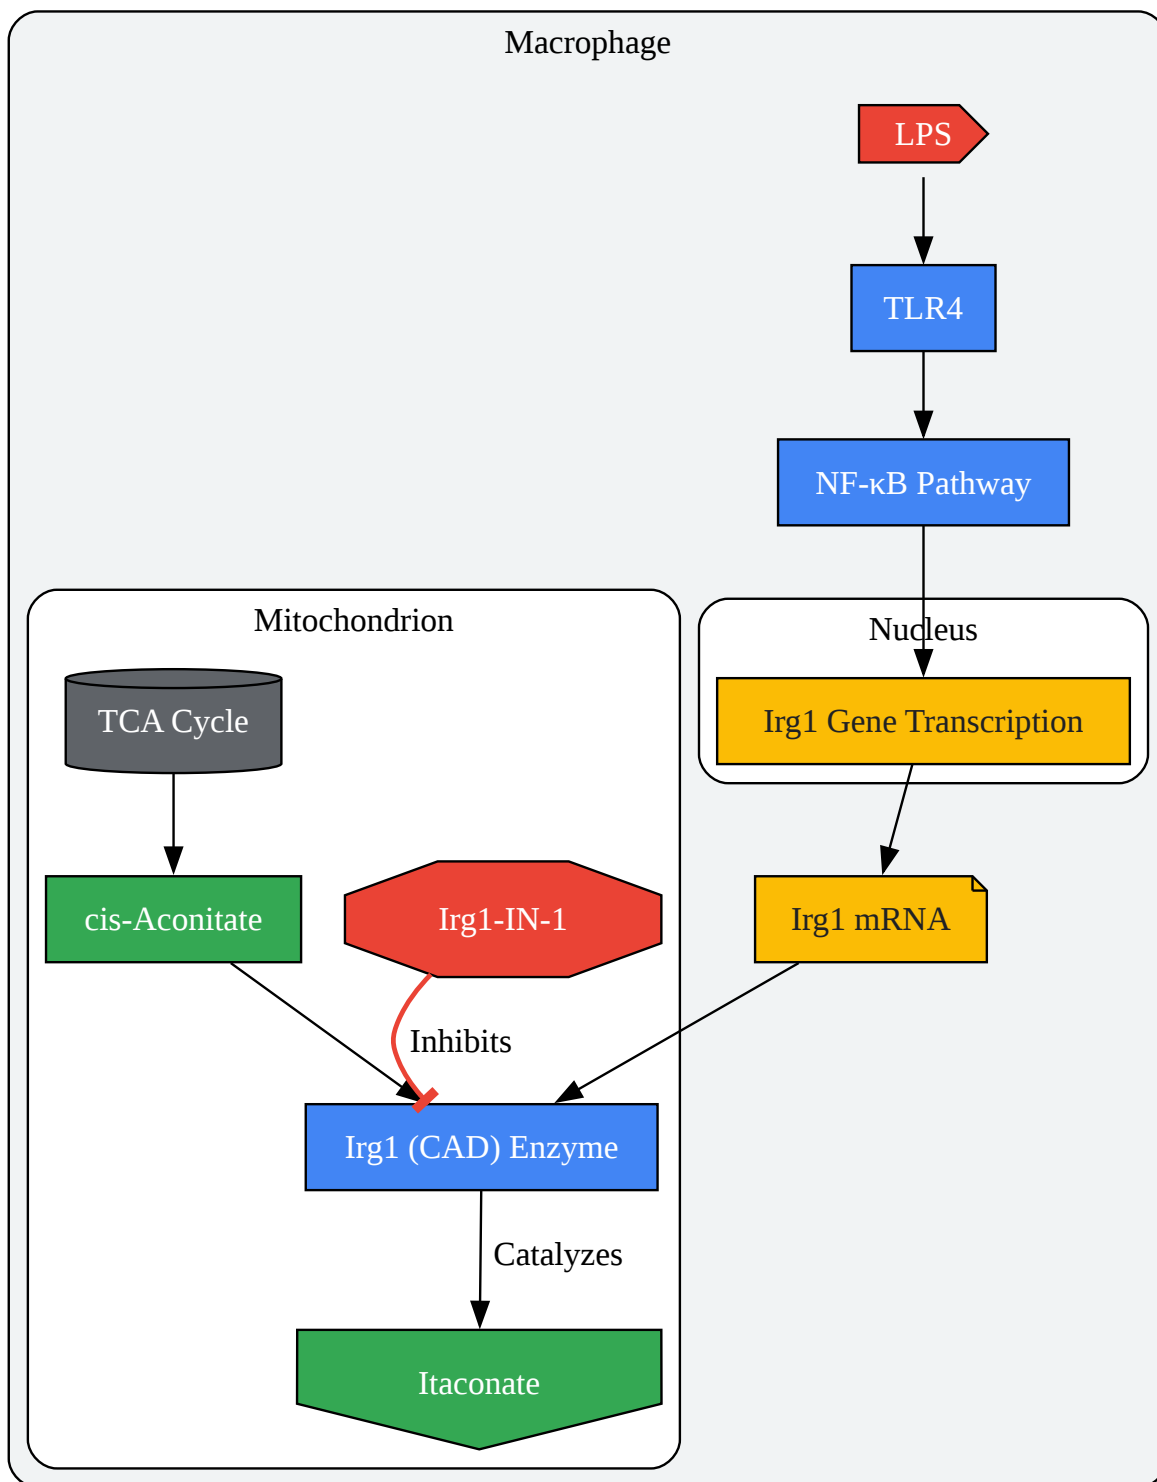 Macrophage
LPS
TLR4
NF-κB Pathway
Mitochondrion
Nucleus
TCA Cycle
Irg1 Gene Transcription
cis-Aconitate
Irg1-IN-1
Irg1 mRNA
Inhibits
Irg1 (CAD) Enzyme
Catalyzes
Itaconate